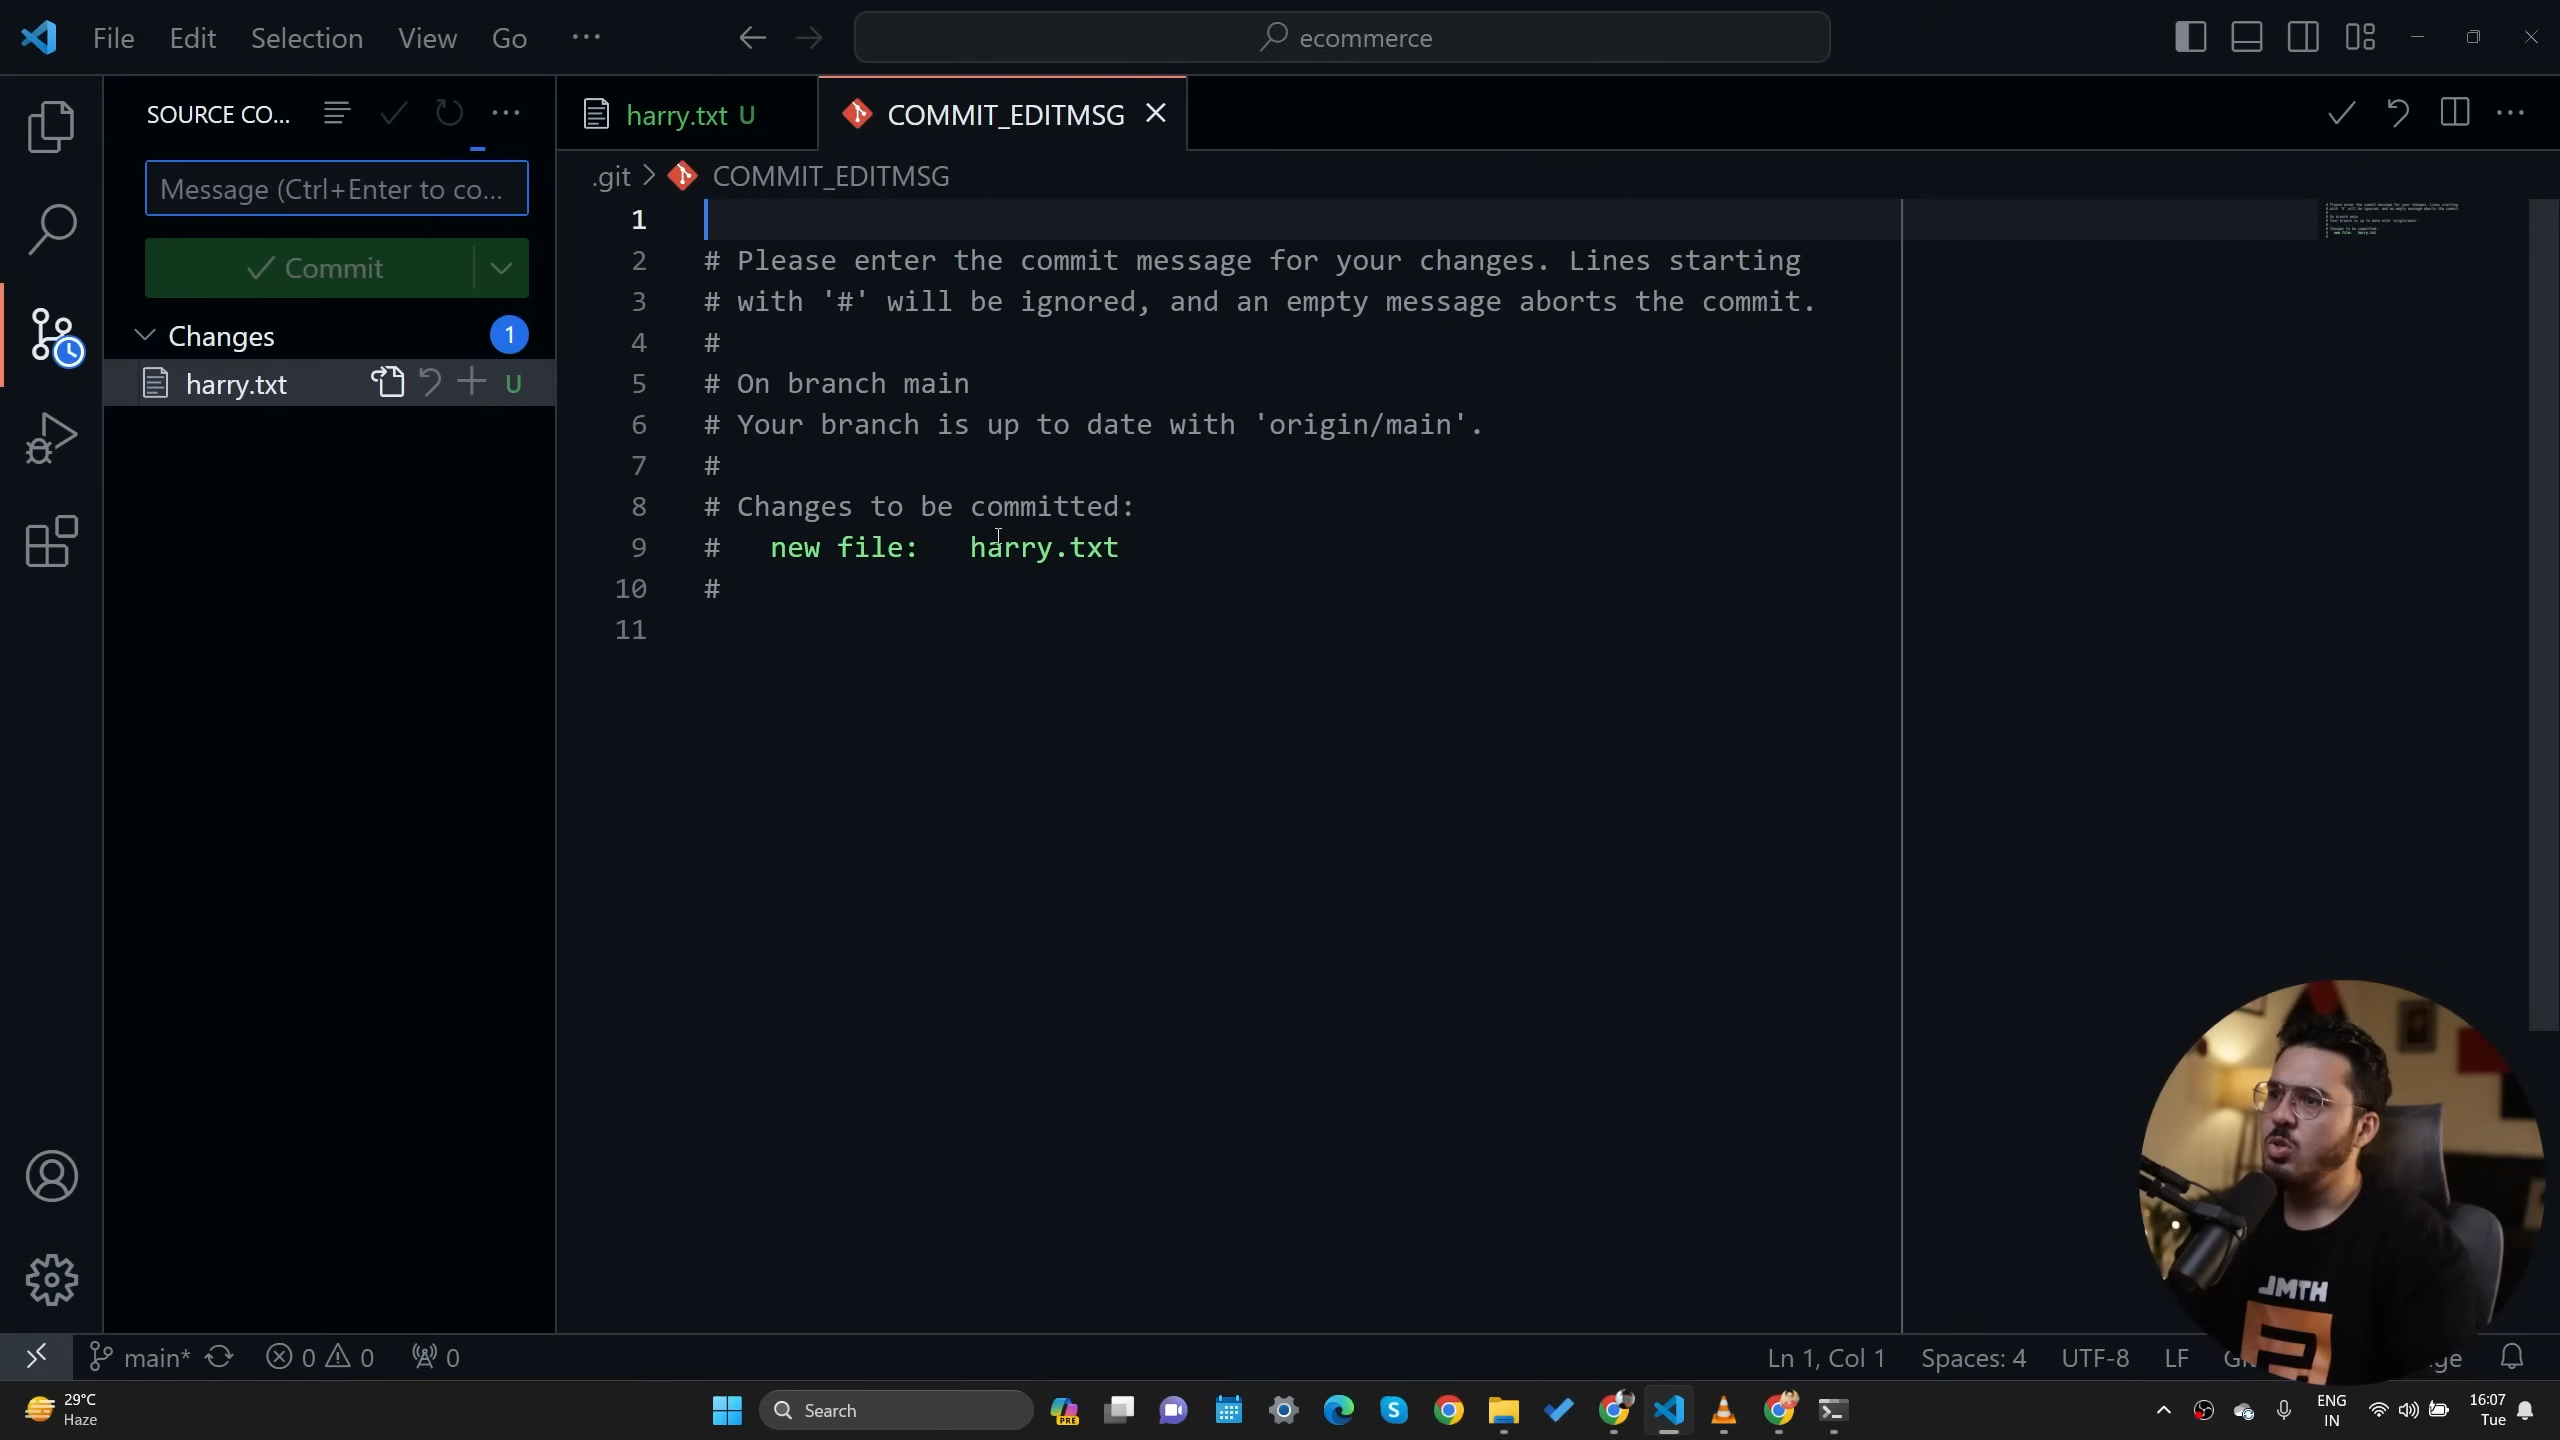 File Edit Selection View Go ··· ecommerce
SOURCE CO...
Message (Ctrl+Enter to co...
Commit
Changes 1
harry.txt U
harry.txt U
COMMIT_EDITMSG
.git > COMMIT_EDITMSG
1
2 # Please enter the commit message for your changes. Lines starting
3 # with '#' will be ignored, and an empty message aborts the commit.
4 #
5 # On branch main
6 # Your branch is up to date with 'origin/main'.
7 #
8 # Changes to be committed:
9 # new file: harry.txt
10 #
11
HTML
main* 0 0 0
Ln 1, Col 1 Spaces: 4 UTF-8 LF
29°C
Haze
Search
PRE
ENG
IN
16:07
Tue